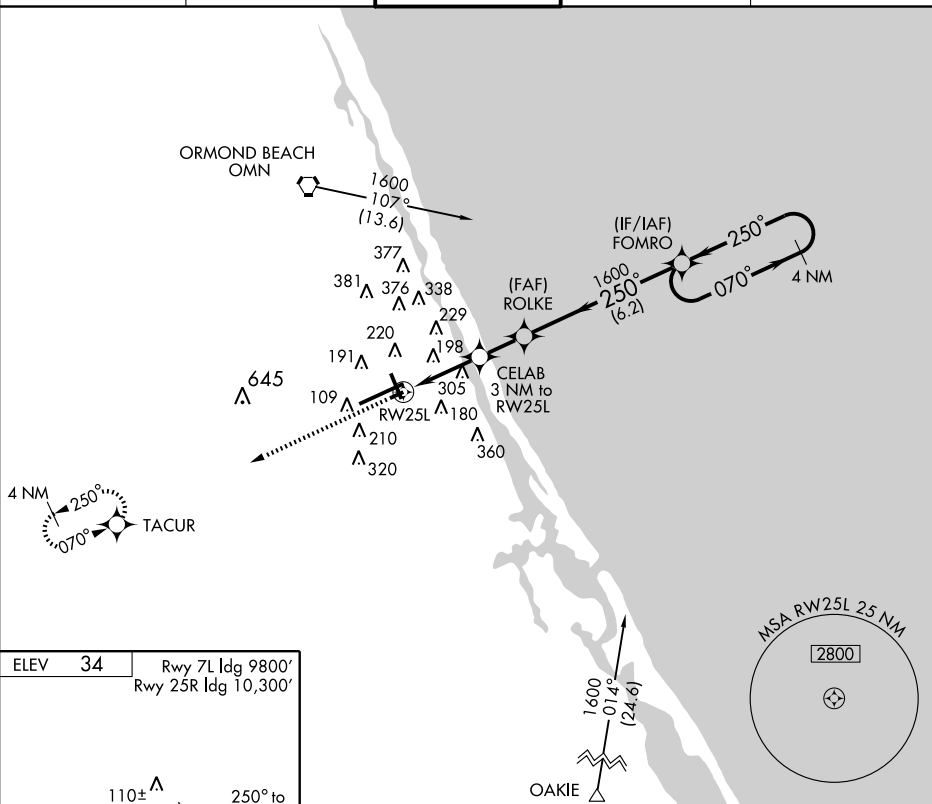 ORMOND BEACH
OMN
1600
107°
(13.6)
(IF/IAF)
FOMRO
250°
070°
4 NM
(FAF)
ROLKE
1600
250°
(6.2)
377
381
376
338
229
220
198
191
CELAB
3 NM to
RW25L
305
645
109
RW25L
180
210
360
320
4 NM
250°
070°
TACUR
MSA RW25L 25 NM
2800
1600
014°
(24.6)
OAKIE
ELEV 34
Rwy 7L ldg 9800'
Rwy 25R ldg 10,300'
110±
250° to